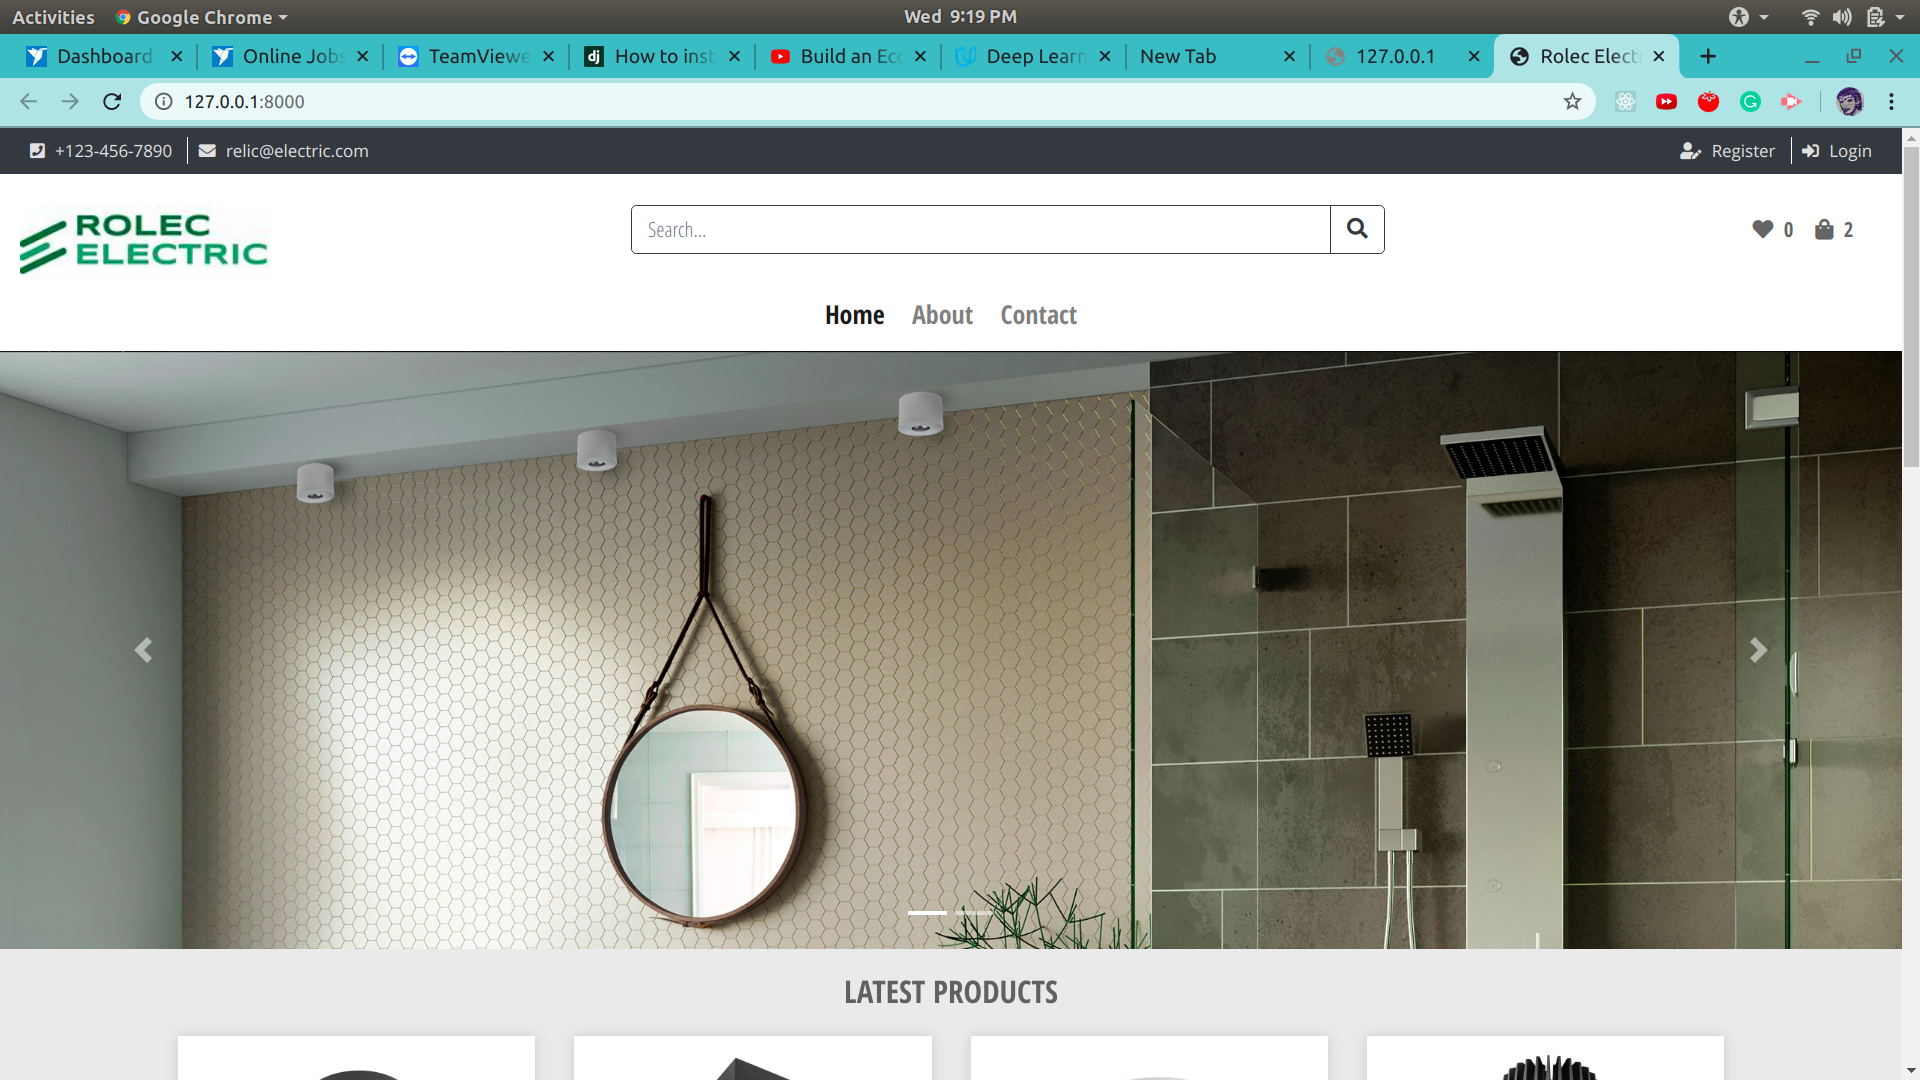 Activities Google Chrome Wed 9:19 PM
Dashboard Online Jobs TeamViewe How to inst Build an Eco Deep Learn New Tab 127.0.0.1 Rolec Elect
127.0.0.1:8000
+123-456-7890 relic@electric.com Register Login
ROLEC
ELECTRIC
Search... 0 2
Home About Contact
LATEST PRODUCTS